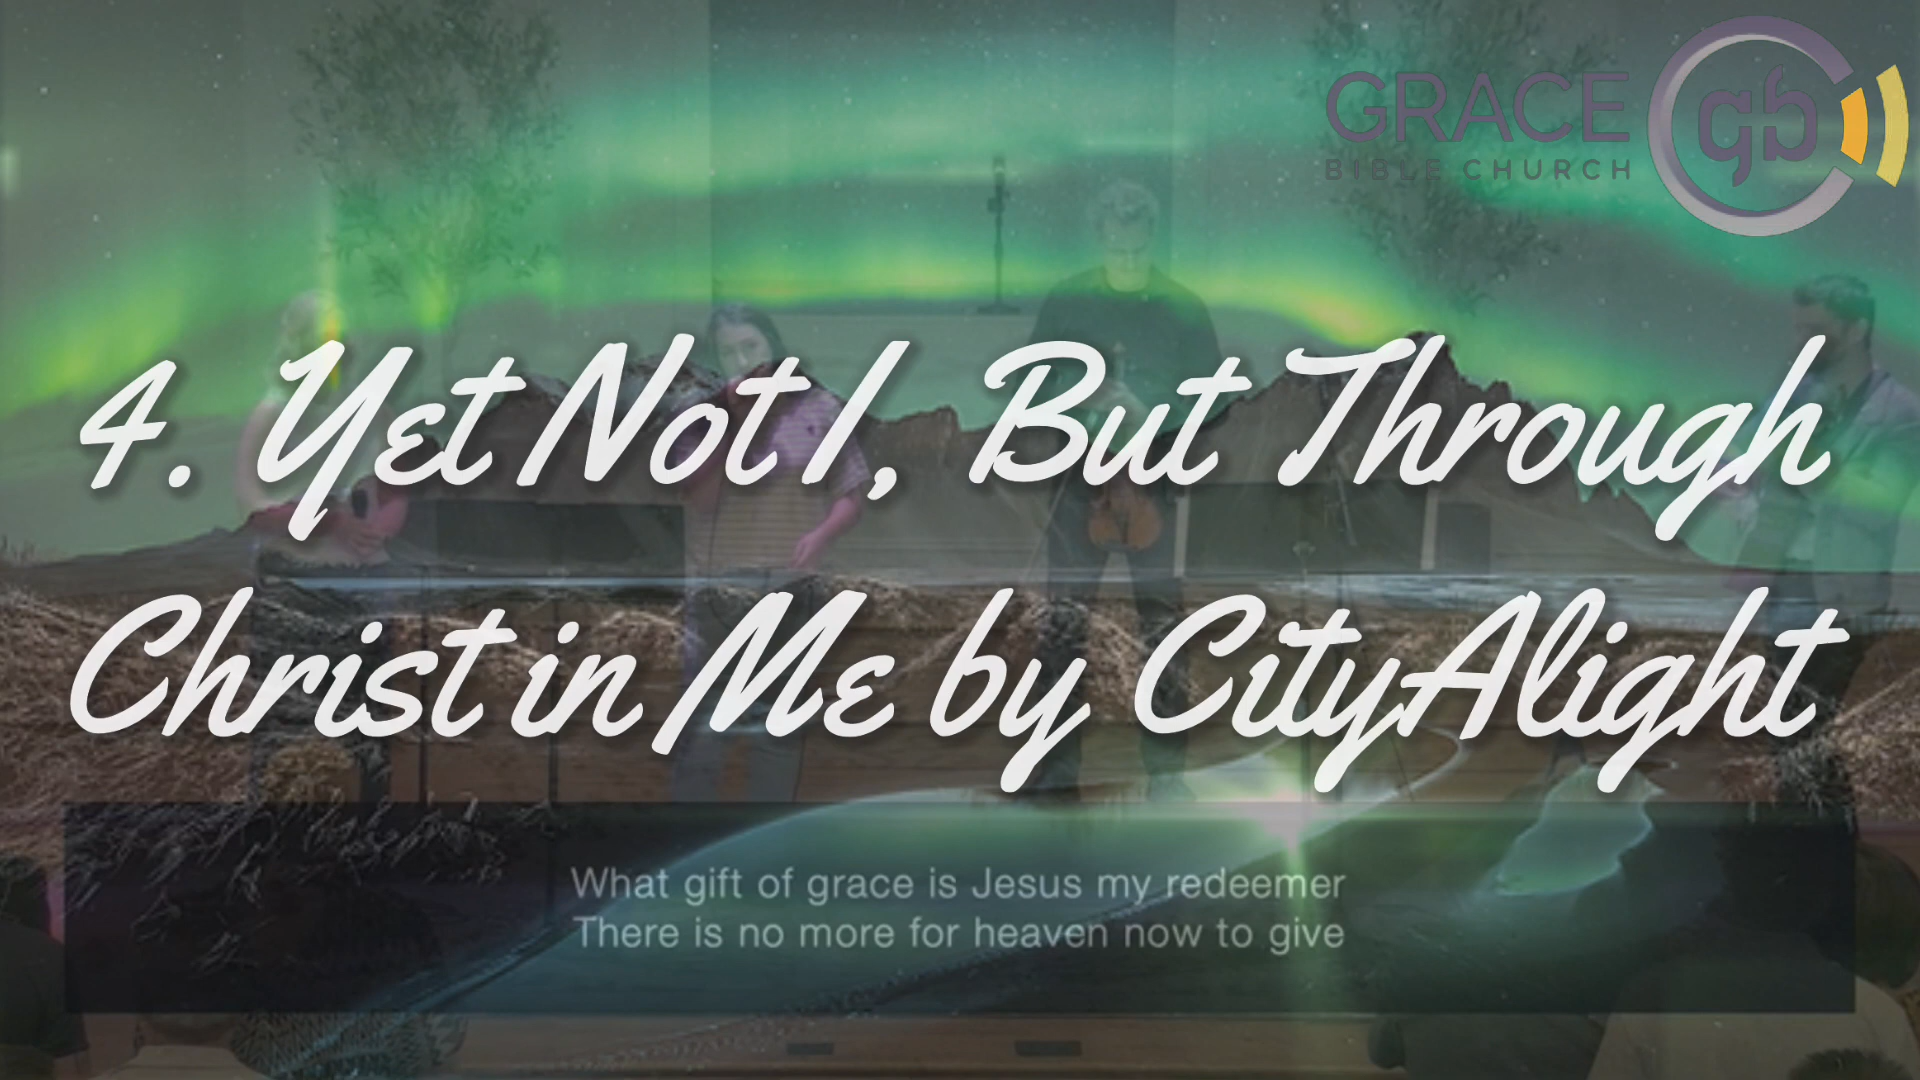 GRACE
BIBLE CHURCH
gb
4. Yet Not I, But Through
Christ in Me by CityAlight
What gift of grace is Jesus my redeemer
There is no more for heaven now to give